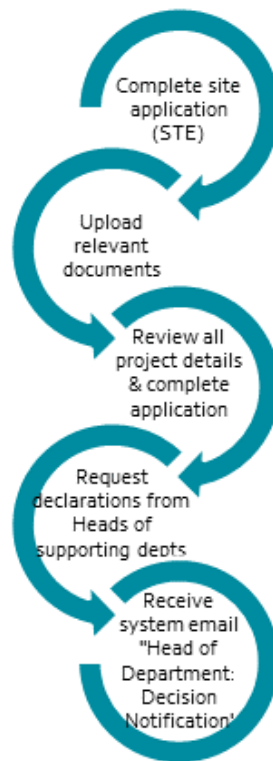 Complete site
application
(STE)
Upload
relevant
documents
Review all
project details
& complete
application
Request
declarations from
Heads of
supporting depts
Receive
system email
"Head of
Department:
Decision
Notification"